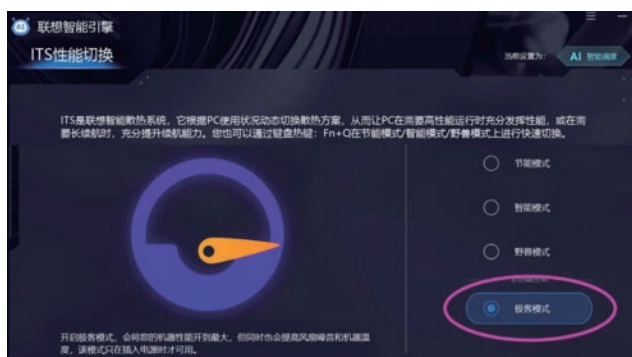 联想智能引擎
ITS性能切换
当前设置为:
AI 智能调度
ITS是联想智能散热系统，它根据PC使用状况动态切换散热方案，从而让PC在需要高性能运行时充分发挥性能，或在需
要长续航时，充分提升续航能力。您也可以通过键盘热键：Fn+Q在节能模式/智能模式/野兽模式上进行快速切换。
节能模式
智能模式
野兽模式
极客模式
开启极客模式，会将您的机器性能开到最大，但同时也会提高风扇噪音和机器温
度，该模式只在插入电源时才可用。